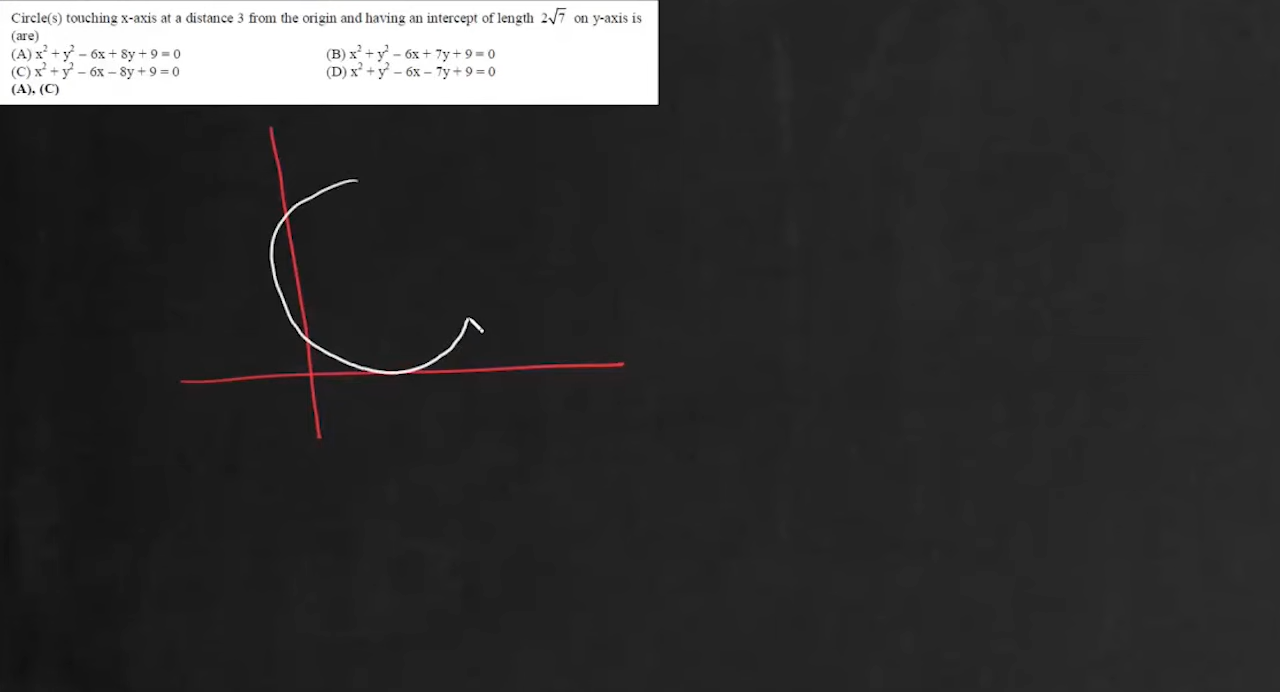 Circle(s) touching x-axis at a distance 3 from the origin and having an intercept of length 2√7 on y-axis is
(are)
(A) x² + y² – 6x + 8y + 9 = 0 (B) x² + y² – 6x + 7y + 9 = 0
(C) x² + y² – 6x – 8y + 9 = 0 (D) x² + y² – 6x – 7y + 9 = 0
(A), (C)